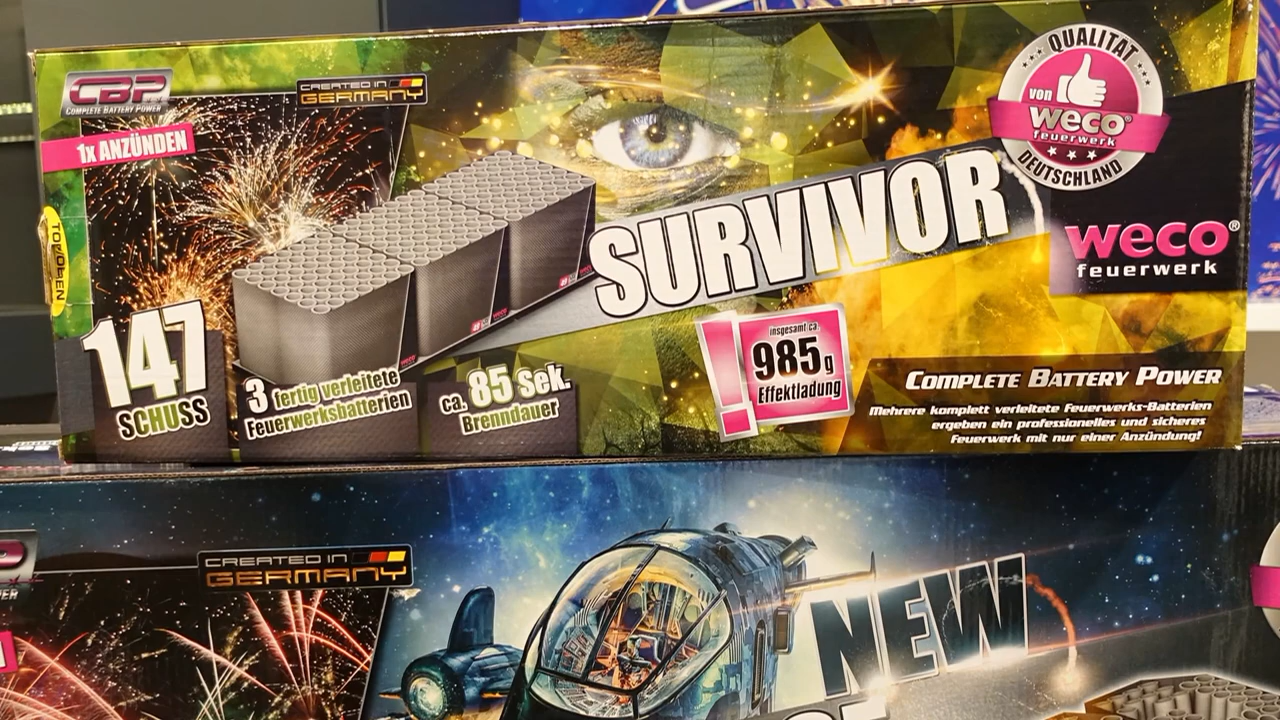 CBP
COMPLETE BATTERY POWER
CREATED IN
GERMANY
1x ANZÜNDEN
QUALITÄT
von
weco®
feuerwerk
DEUTSCHLAND
SURVIVOR
weco®
feuerwerk
147
SCHUSS
3 fertig verleitete
Feuerwerksbatterien
ca. 85 Sek.
Brenndauer
insgesamt ca.
985g
Effektladung
COMPLETE BATTERY POWER
Mehrere komplett verleitete Feuerwerks-Batterien
ergeben ein professionelles und sicheres
Feuerwerk mit nur einer Anzündung!
CREATED IN
GERMANY
NEW